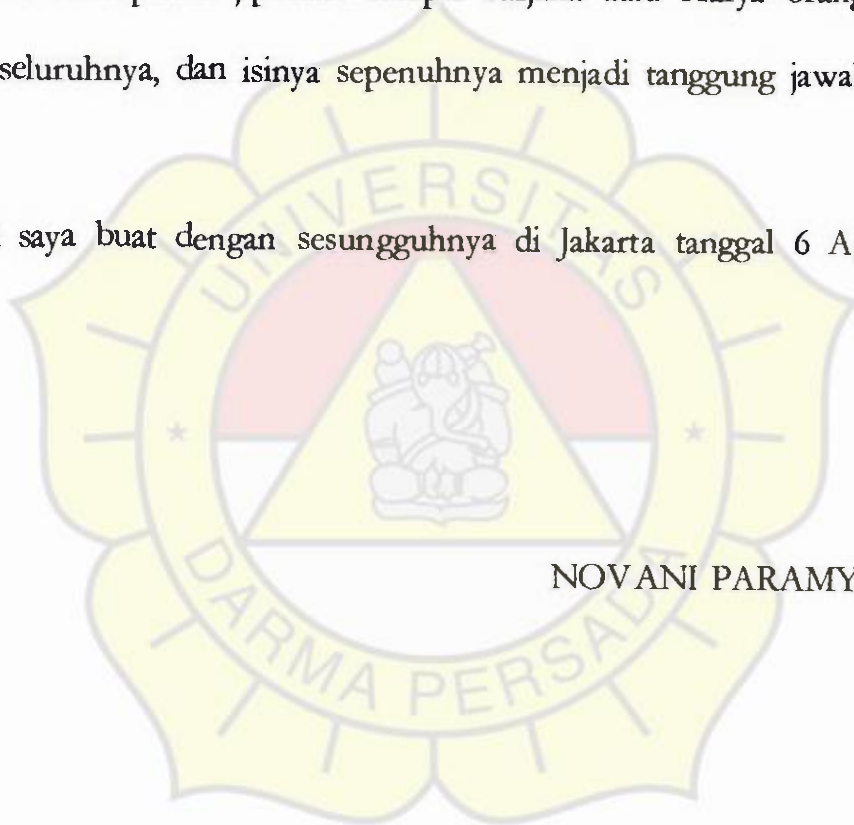 seluruhnya, dan isinya sepenuhnya menjadi tanggung jawa
saya buat dengan sesungguhnya di Jakarta tanggal 6 A
UNIVERSITAS
NOVANI PARAMY
DARMA PERSADA